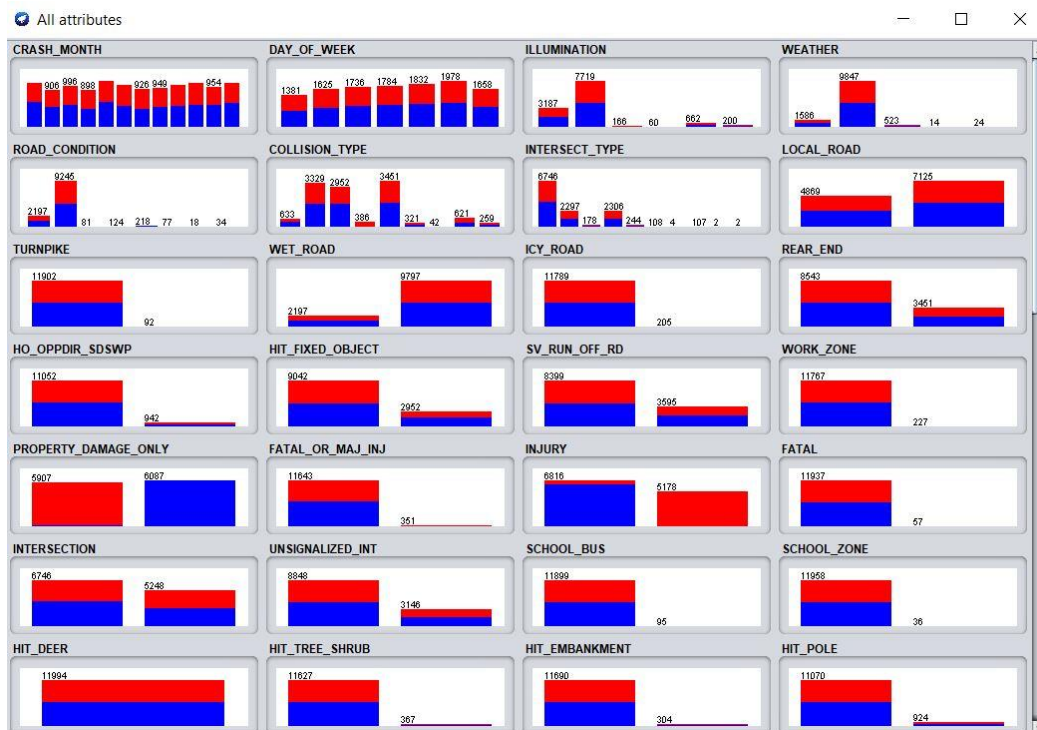 All attributes
CRASH_MONTH DAY_OF_WEEK ILLUMINATION WEATHER
906 996 898 926 949 954
1381 1625 1736 1784 1832 1978 1658
3187 7719 166 60 662 200
1586 9847 523 14 24
ROAD_CONDITION COLLISION_TYPE INTERSECT_TYPE LOCAL_ROAD
2197 9245 81 124 218 77 18 34
633 3329 2952 386 3451 321 42 621 259
6746 2297 178 2306 244 108 4 107 2 2
4869 7125
TURNPIKE WET_ROAD ICY_ROAD REAR_END
11902 92
2197 9797
11789 205
8543 3451
HO_OPPDIR_SDSWP HIT_FIXED_OBJECT SV_RUN_OFF_RD WORK_ZONE
11052 942
9042 2952
8399 3595
11767 227
PROPERTY_DAMAGE_ONLY FATAL_OR_MAJ_INJ INJURY FATAL
5907 6087
11643 351
6816 5178
11937 57
INTERSECTION UNSIGNALIZED_INT SCHOOL_BUS SCHOOL_ZONE
6746 5248
8848 3146
11899 95
11958 36
HIT_DEER HIT_TREE_SHRUB HIT_EMBANKMENT HIT_POLE
11994
11627 367
11690 304
11070 924